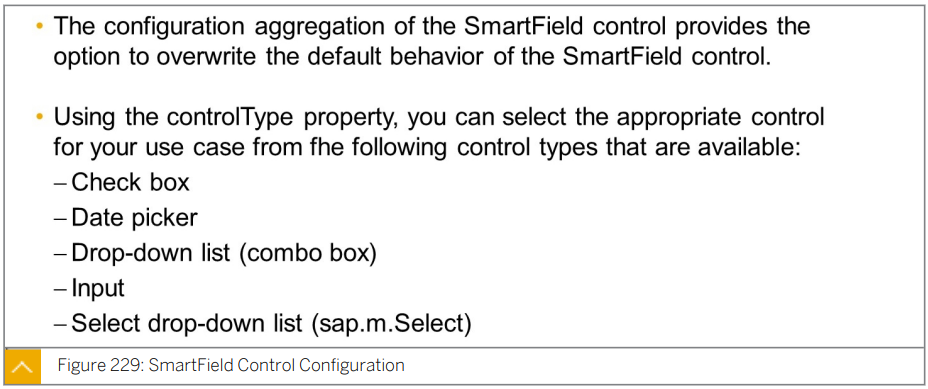 • The configuration aggregation of the SmartField control provides the
option to overwrite the default behavior of the SmartField control.
• Using the controlType property, you can select the appropriate control
for your use case from fhe following control types that are available:
– Check box
– Date picker
– Drop-down list (combo box)
– Input
– Select drop-down list (sap.m.Select)
Figure 229: SmartField Control Configuration